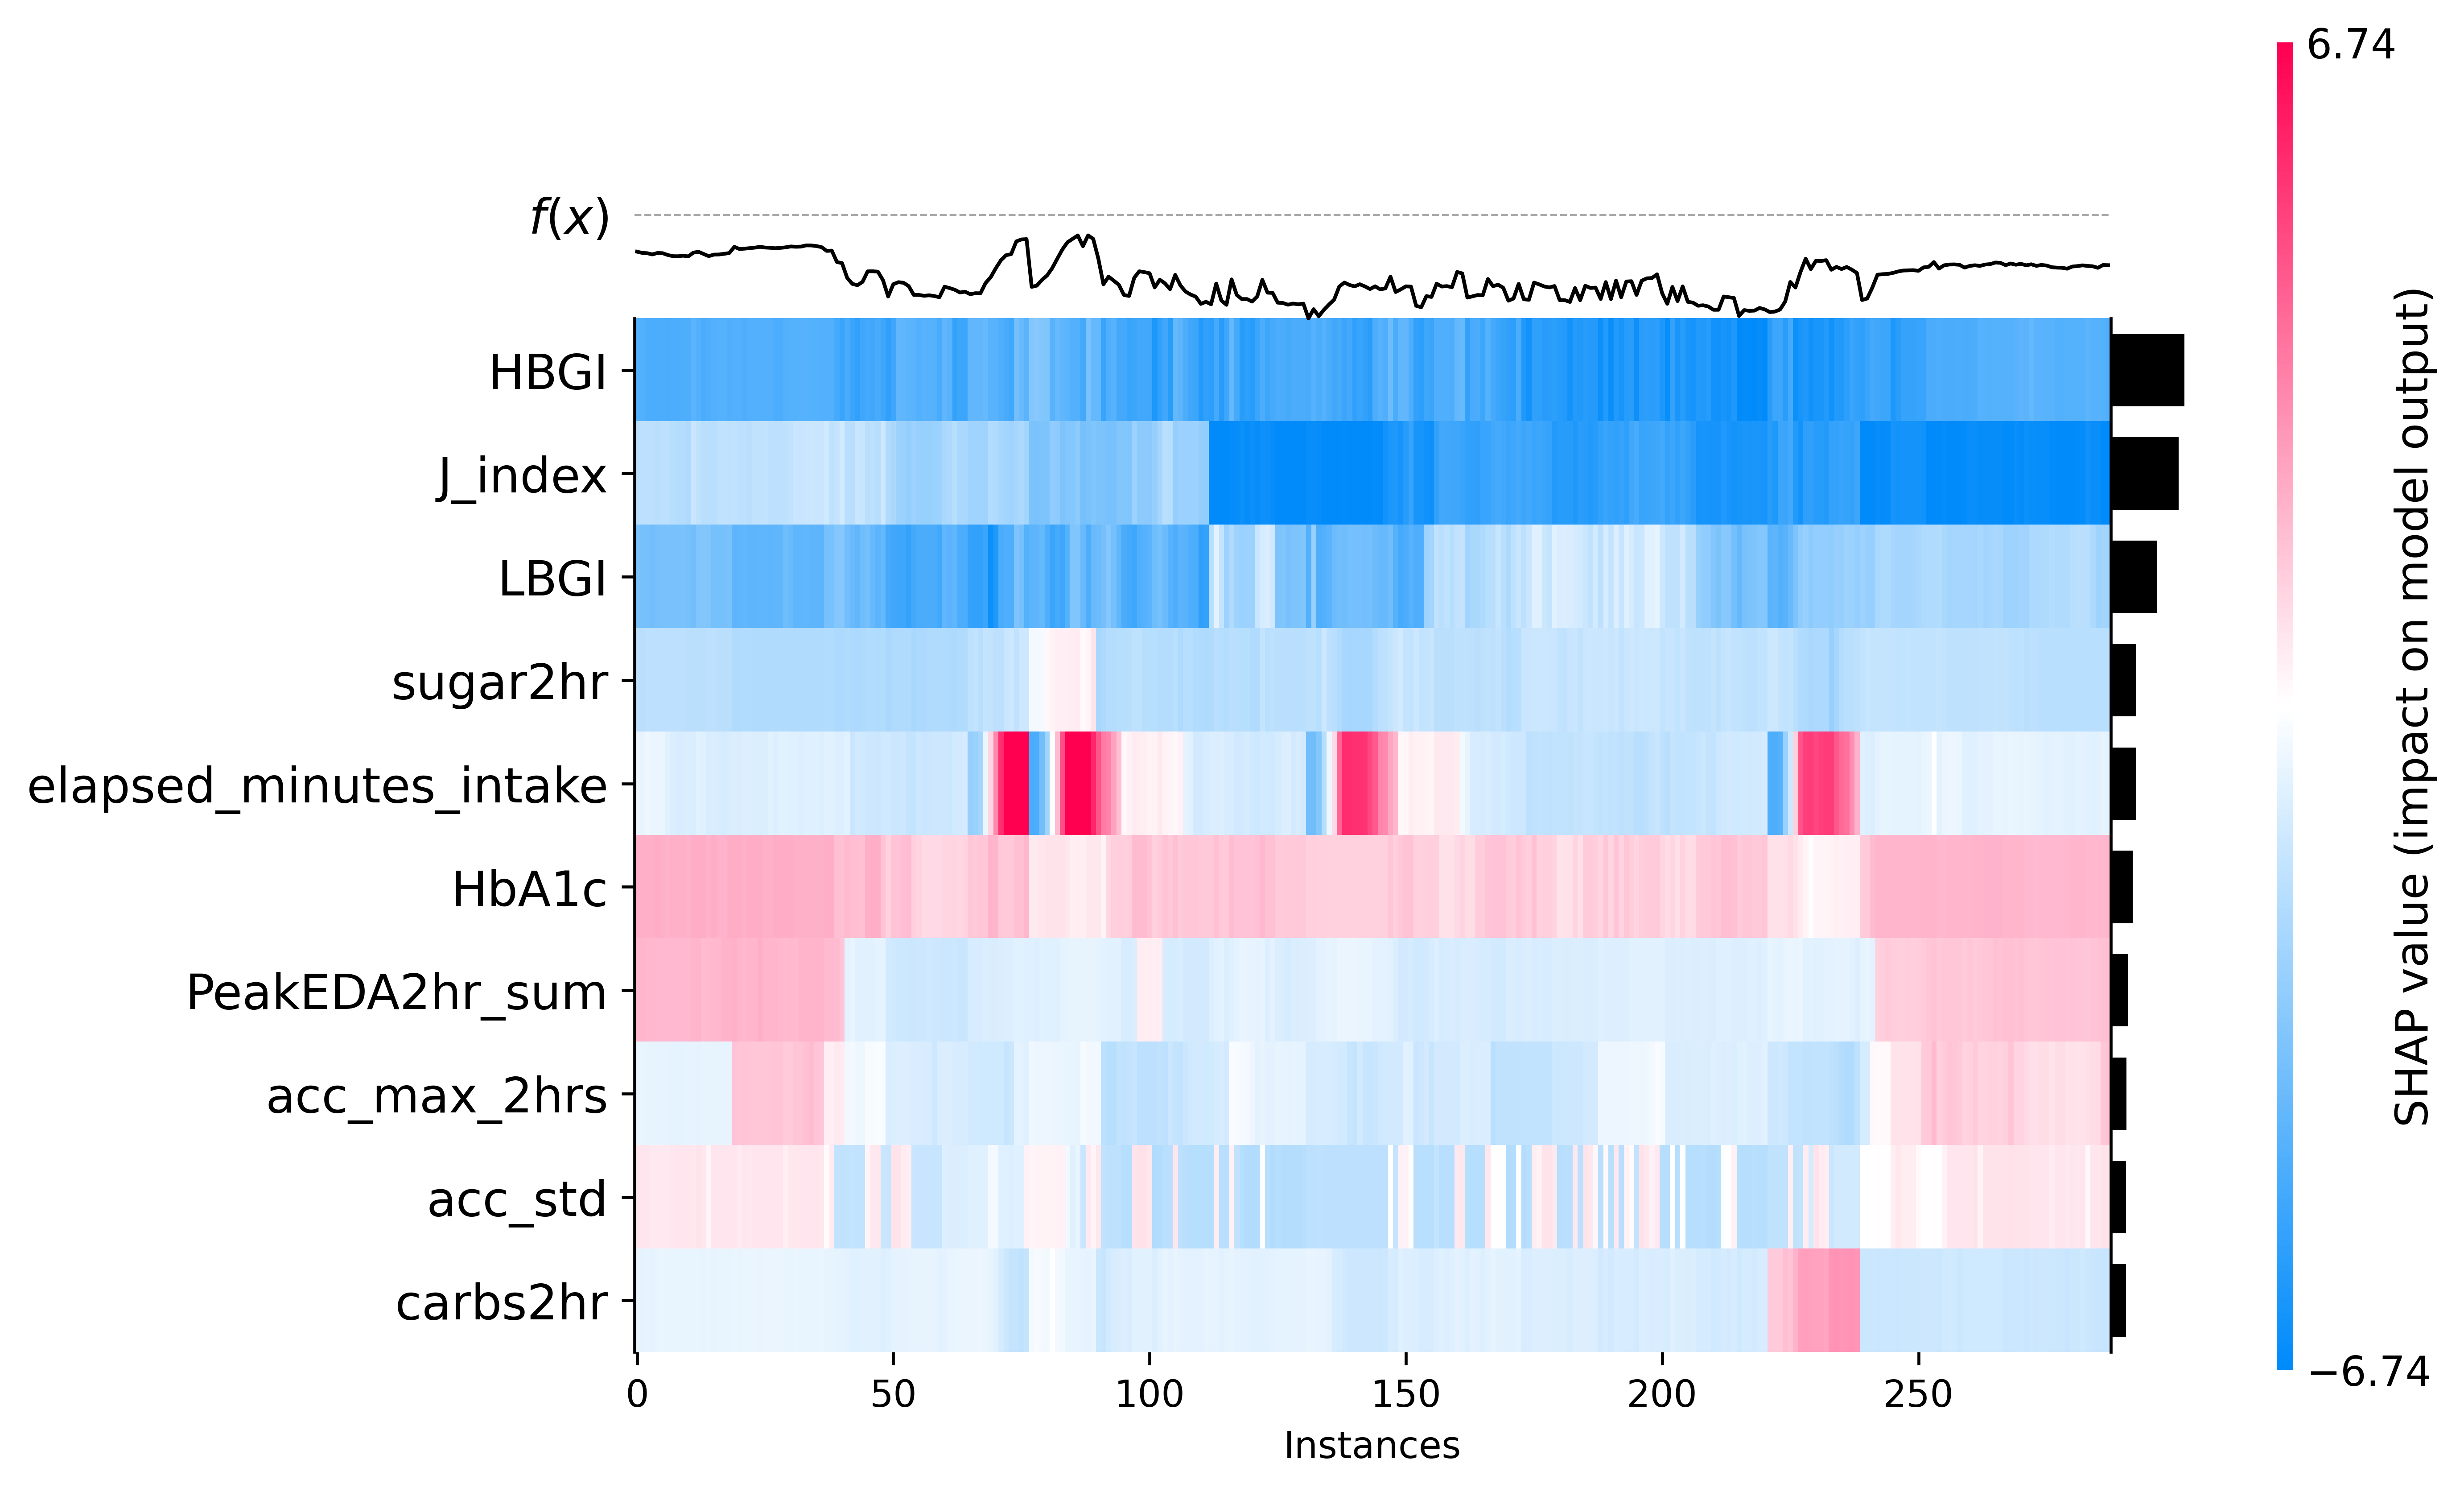 6.74
f(x)
HBGI
J_index
LBGI
sugar2hr
elapsed_minutes_intake
HbA1c
PeakEDA2hr_sum
acc_max_2hrs
acc_std
carbs2hr
0 50 100 150 200 250
Instances
SHAP value (impact on model output)
−6.74